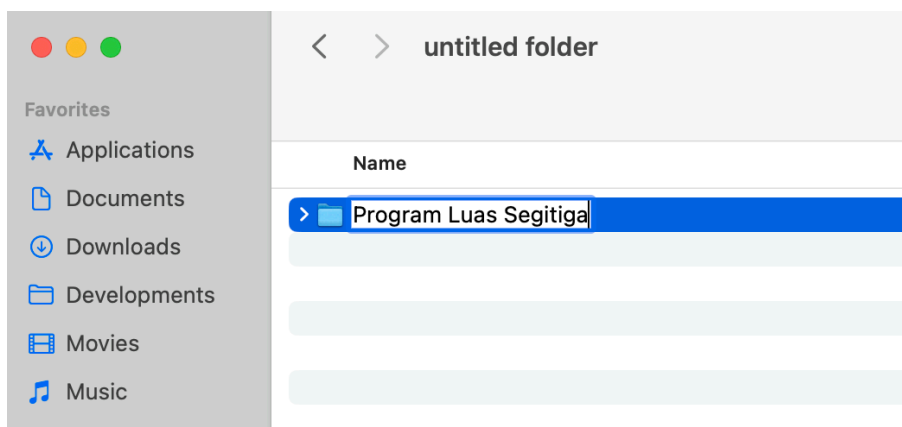 untitled folder
Favorites
Applications
Documents
Downloads
Developments
Movies
Music
Name
Program Luas Segitiga